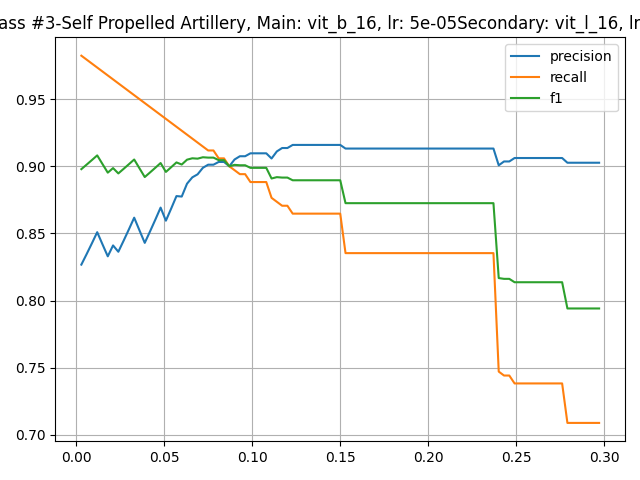 ass #3-Self Propelled Artillery, Main: vit_b_16, lr: 5e-05Secondary: vit_l_16, lr
precision
recall
f1
0.95
0.90
0.85
0.80
0.75
0.70
0.00 0.05 0.10 0.15 0.20 0.25 0.30